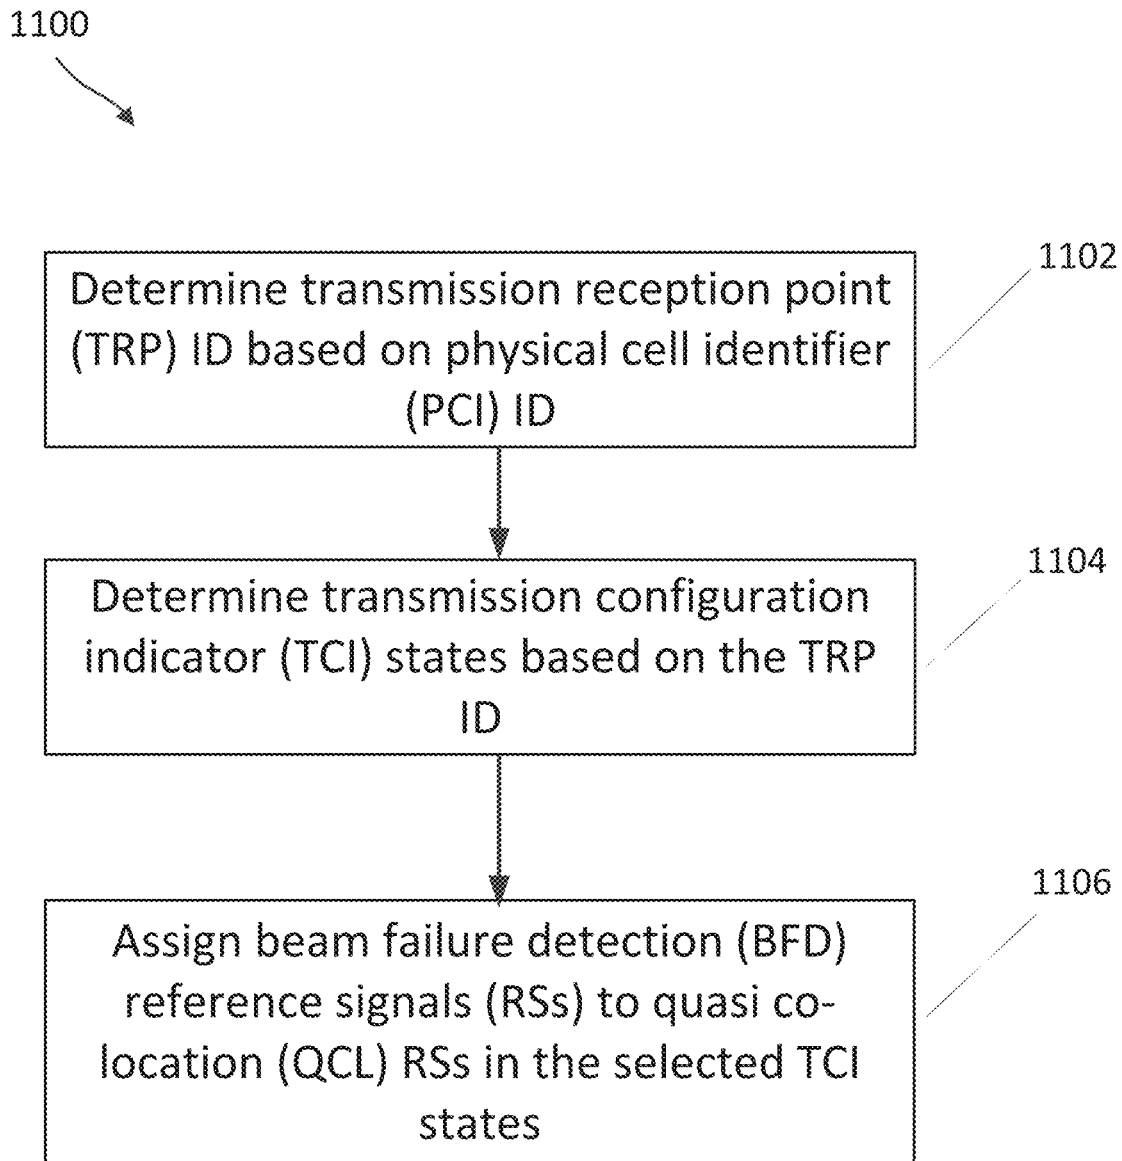 1100
1102
Determine transmission reception point
(TRP) ID based on physical cell identifier
(PCI) ID
1104
Determine transmission configuration
indicator (TCI) states based on the TRP
ID
1106
Assign beam failure detection (BFD)
reference signals (RSs) to quasi co-
location (QCL) RSs in the selected TCI
states